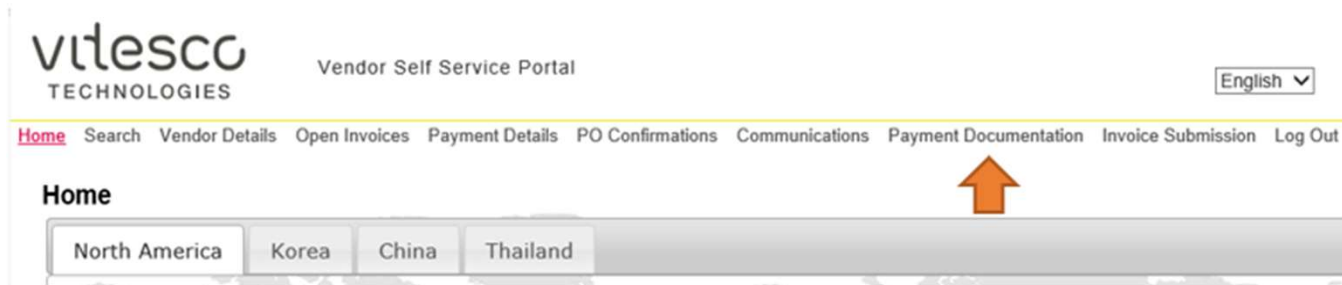 vitesco
TECHNOLOGIES
Vendor Self Service Portal
English
Home Search Vendor Details Open Invoices Payment Details PO Confirmations Communications Payment Documentation Invoice Submission Log Out
Home
North America Korea China Thailand